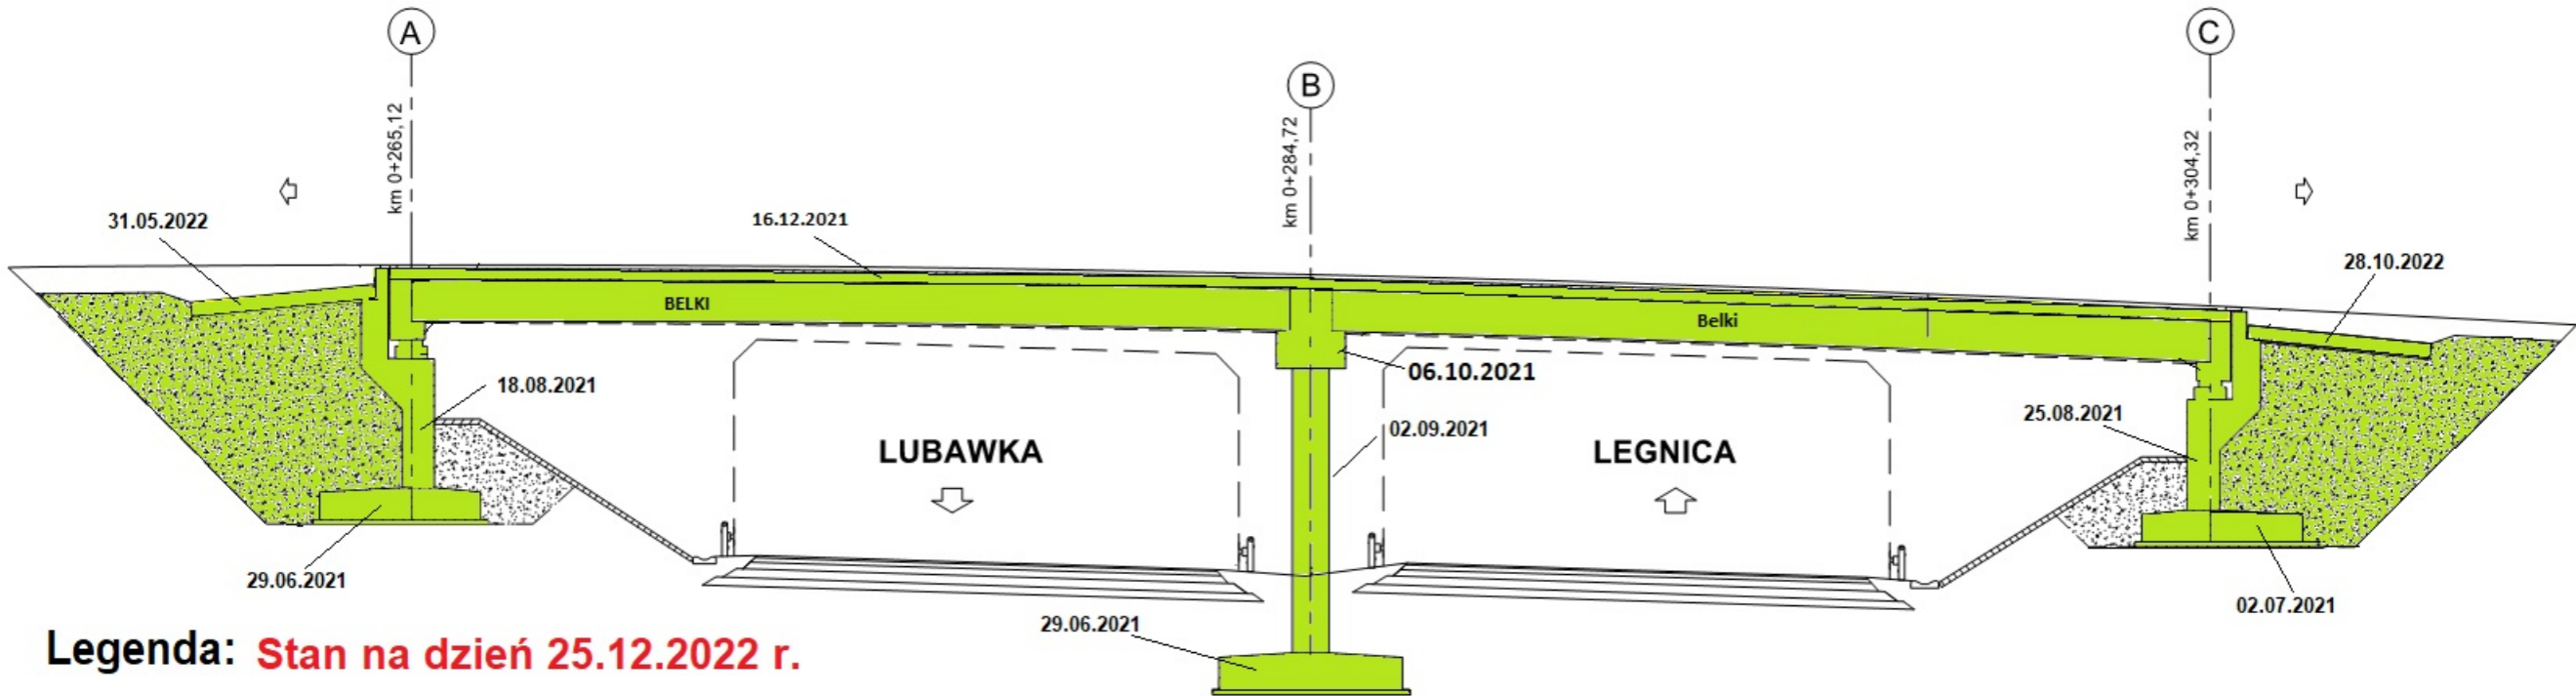 A
B
C
km 0+265,12
km 0+284,72
km 0+304,32
31.05.2022
16.12.2021
28.10.2022
BELKI
Belki
18.08.2021
06.10.2021
02.09.2021
25.08.2021
LUBAWKA
LEGNICA
29.06.2021
29.06.2021
02.07.2021
Legenda: Stan na dzień 25.12.2022 r.